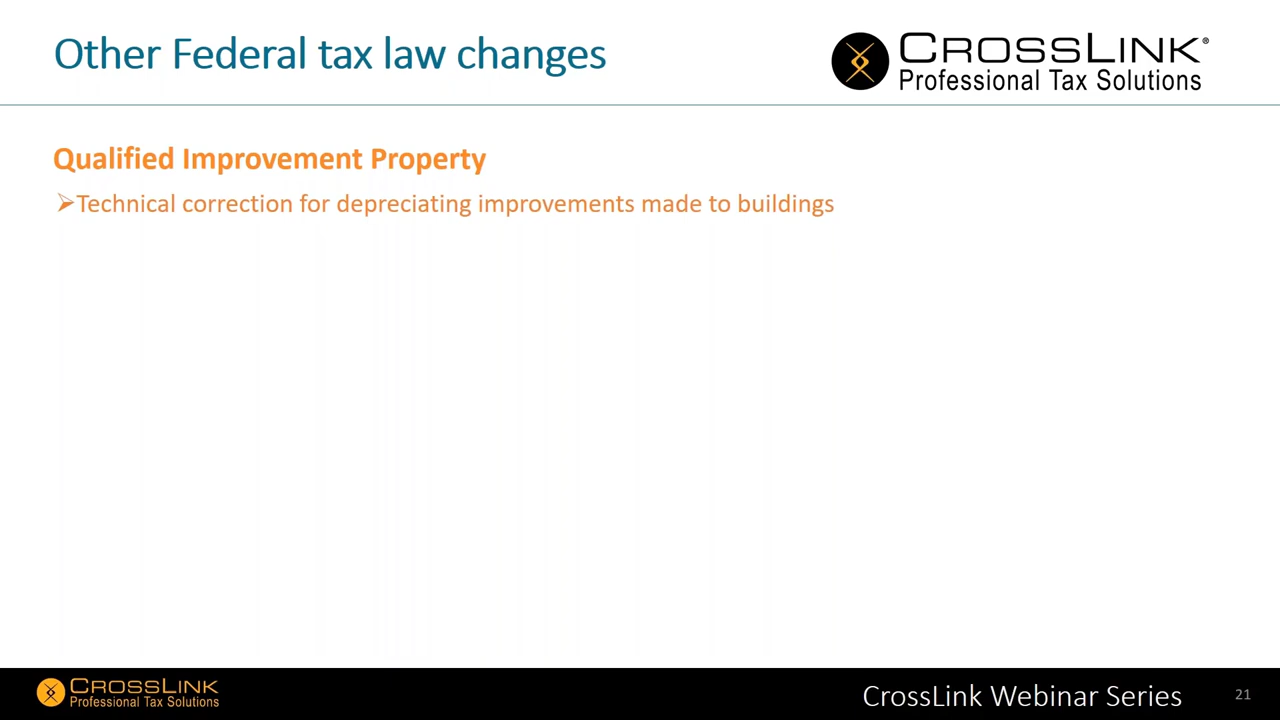 Other Federal tax law changes
CROSSLINK®
Professional Tax Solutions
Qualified Improvement Property
Technical correction for depreciating improvements made to buildings
CROSSLINK
Professional Tax Solutions
CrossLink Webinar Series
21